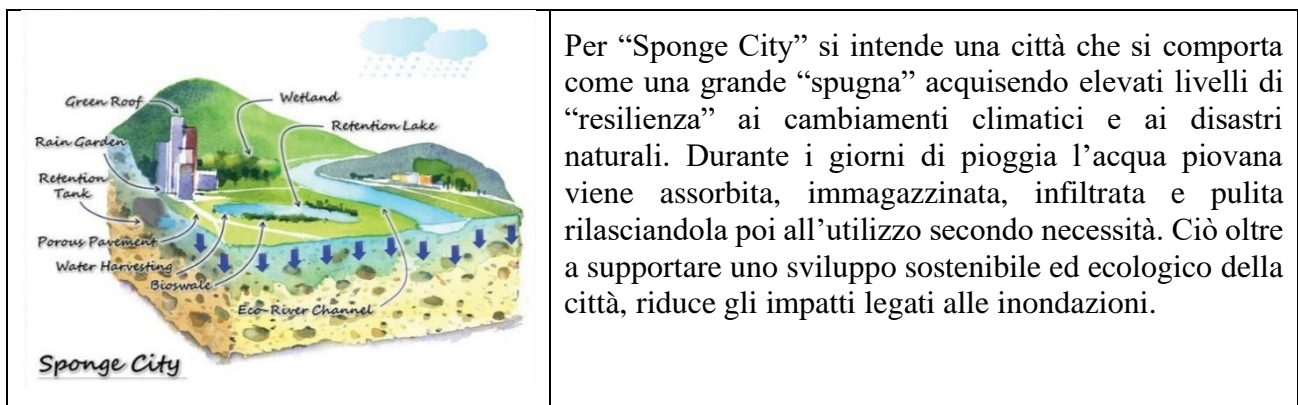 Green Roof
Wetland
Retention Lake
Rain Garden
Retention
Tank
Porous Pavement
Water Harvesting
Bioswale
Eco-River Channel
Sponge City
Per “Sponge City” si intende una città che si comporta
come una grande “spugna” acquisendo elevati livelli di
“resilienza” ai cambiamenti climatici e ai disastri
naturali. Durante i giorni di pioggia l’acqua piovana
viene assorbita, immagazzinata, infiltrata e pulita
rilasciandola poi all’utilizzo secondo necessità. Ciò oltre
a supportare uno sviluppo sostenibile ed ecologico della
città, riduce gli impatti legati alle inondazioni.